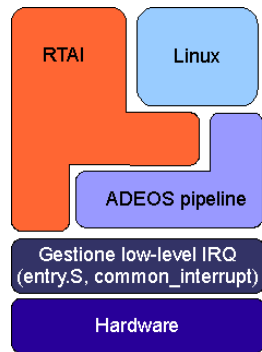 RTAI
Linux
ADEOS pipeline
Gestione low-level IRQ
(entry.S, common_interrupt)
Hardware